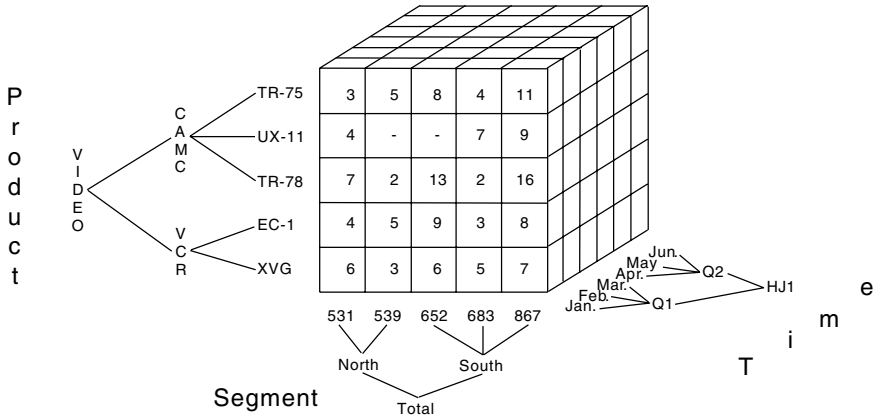 Product
VIDEO
CAMC
VCR
TR-75
UX-11
TR-78
EC-1
XVG
3 5 8 4 11
4 - - 7 9
7 2 13 2 16
4 5 9 3 8
6 3 6 5 7
531 539 652 683 867
North South
Total
Segment
Jun.
May
Apr.
Mar.
Feb.
Jan.
Q2
Q1
HJ1
Time